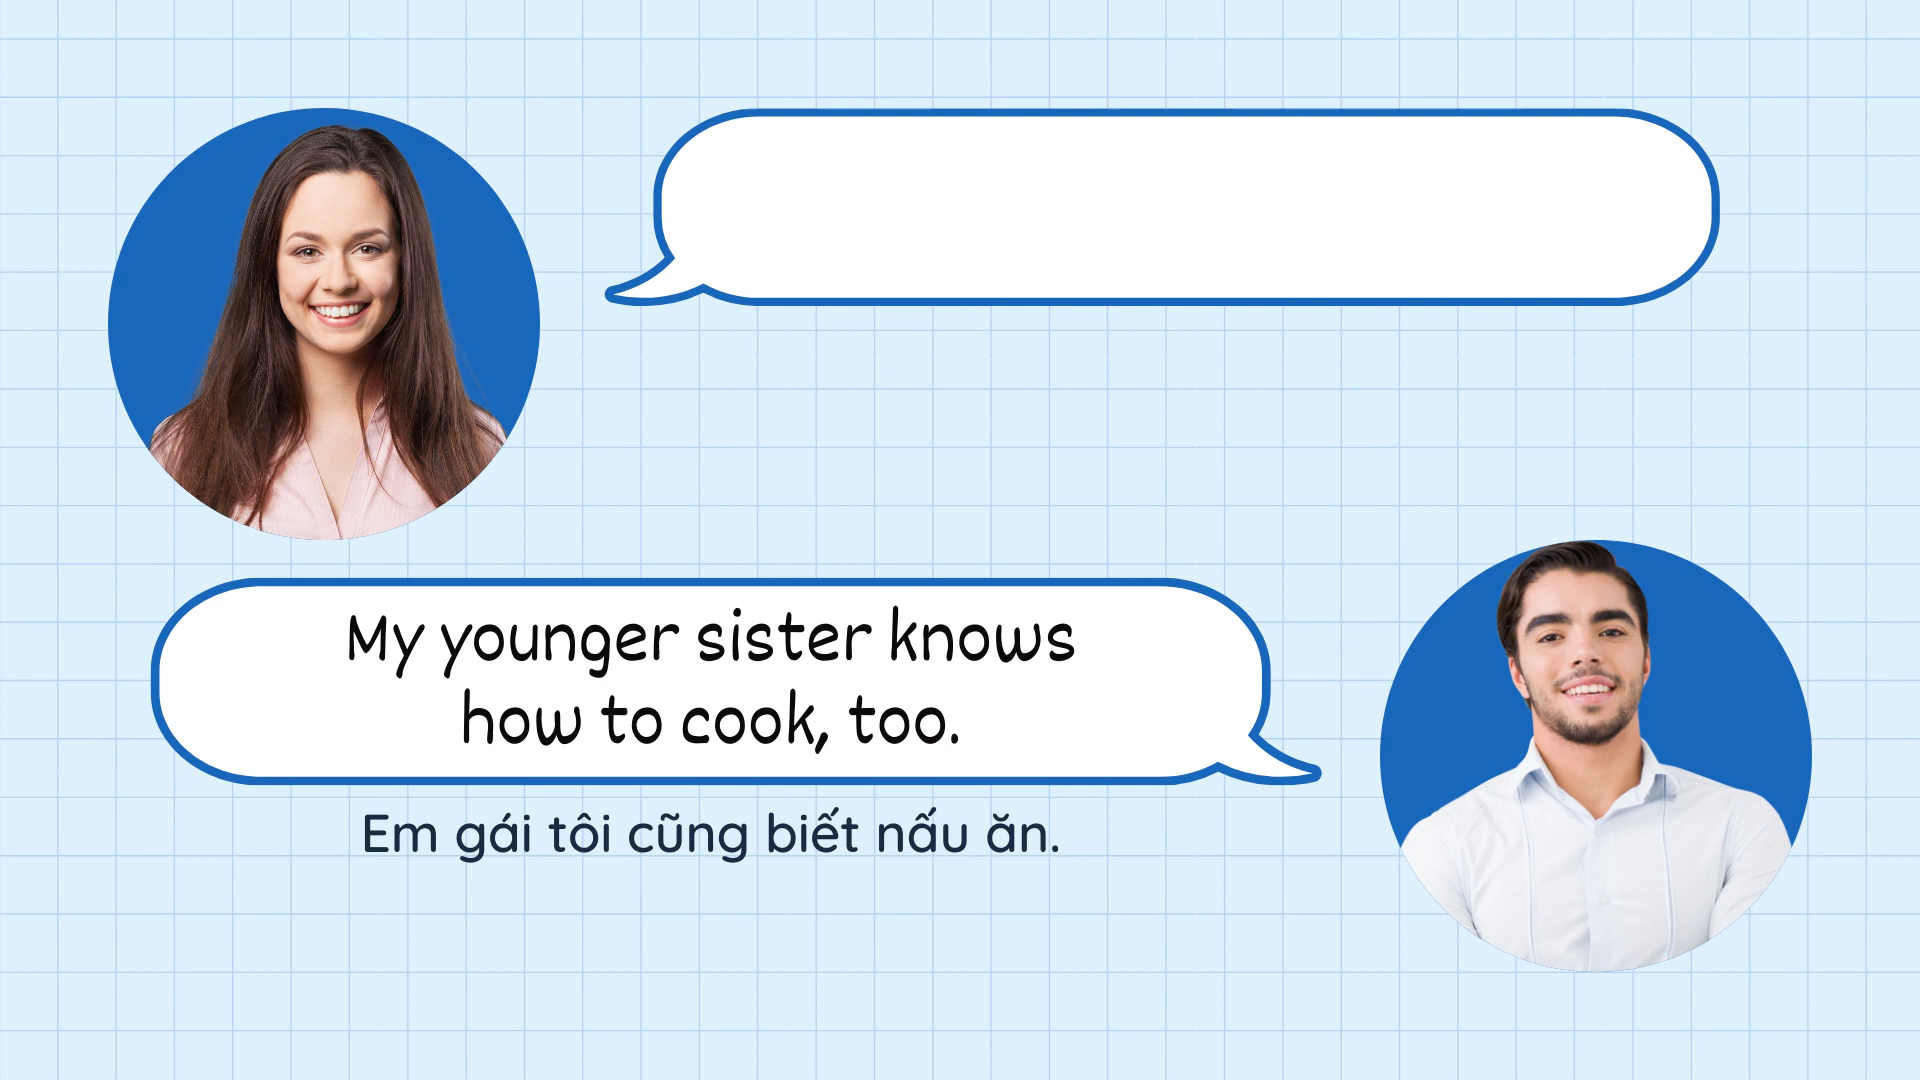 My younger sister knows
how to cook, too.
Em gái tôi cũng biết nấu ăn.